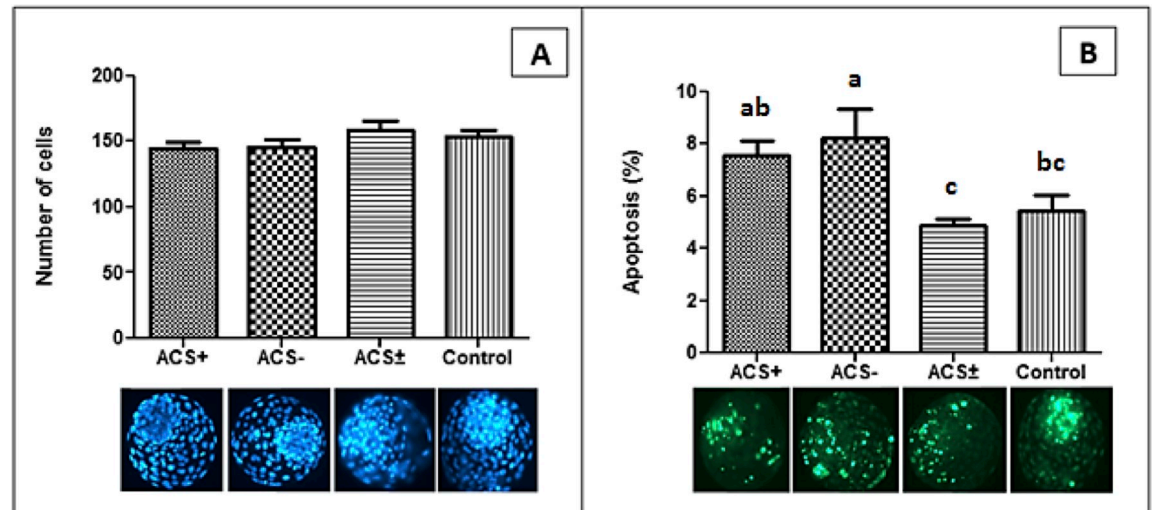 A
Number of cells
200
150
100
50
0
ACS+ ACS- ACS± Control
B
Apoptosis (%)
10
8
6
4
2
0
ab
a
c
bc
ACS+ ACS- ACS± Control